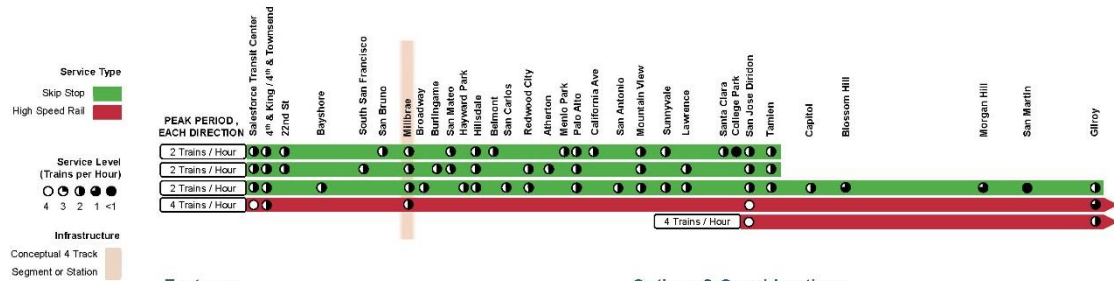 Service Type
Skip Stop
High Speed Rail
Service Level
(Trains per Hour)
4 3 2 1 <1
Infrastructure
Conceptual 4 Track
Segment or Station
PEAK PERIOD,
EACH DIRECTION
Salesforce Transit Center
4th & King / 4th & Townsend
22nd St
Bayshore
South San Francisco
San Bruno
Millbrae
Broadway
Burlingame
San Mateo
Hayward Park
Hillsdale
Belmont
San Carlos
Redwood City
Atherton
Menlo Park
Palo Alto
California Ave
San Antonio
Mountain View
Sunnyvale
Lawrence
Santa Clara
College Park
San Jose Diridon
Tamien
Capitol
Blossom Hill
Morgan Hill
San Martin
Gilroy
2 Trains / Hour
2 Trains / Hour
2 Trains / Hour
4 Trains / Hour
4 Trains / Hour